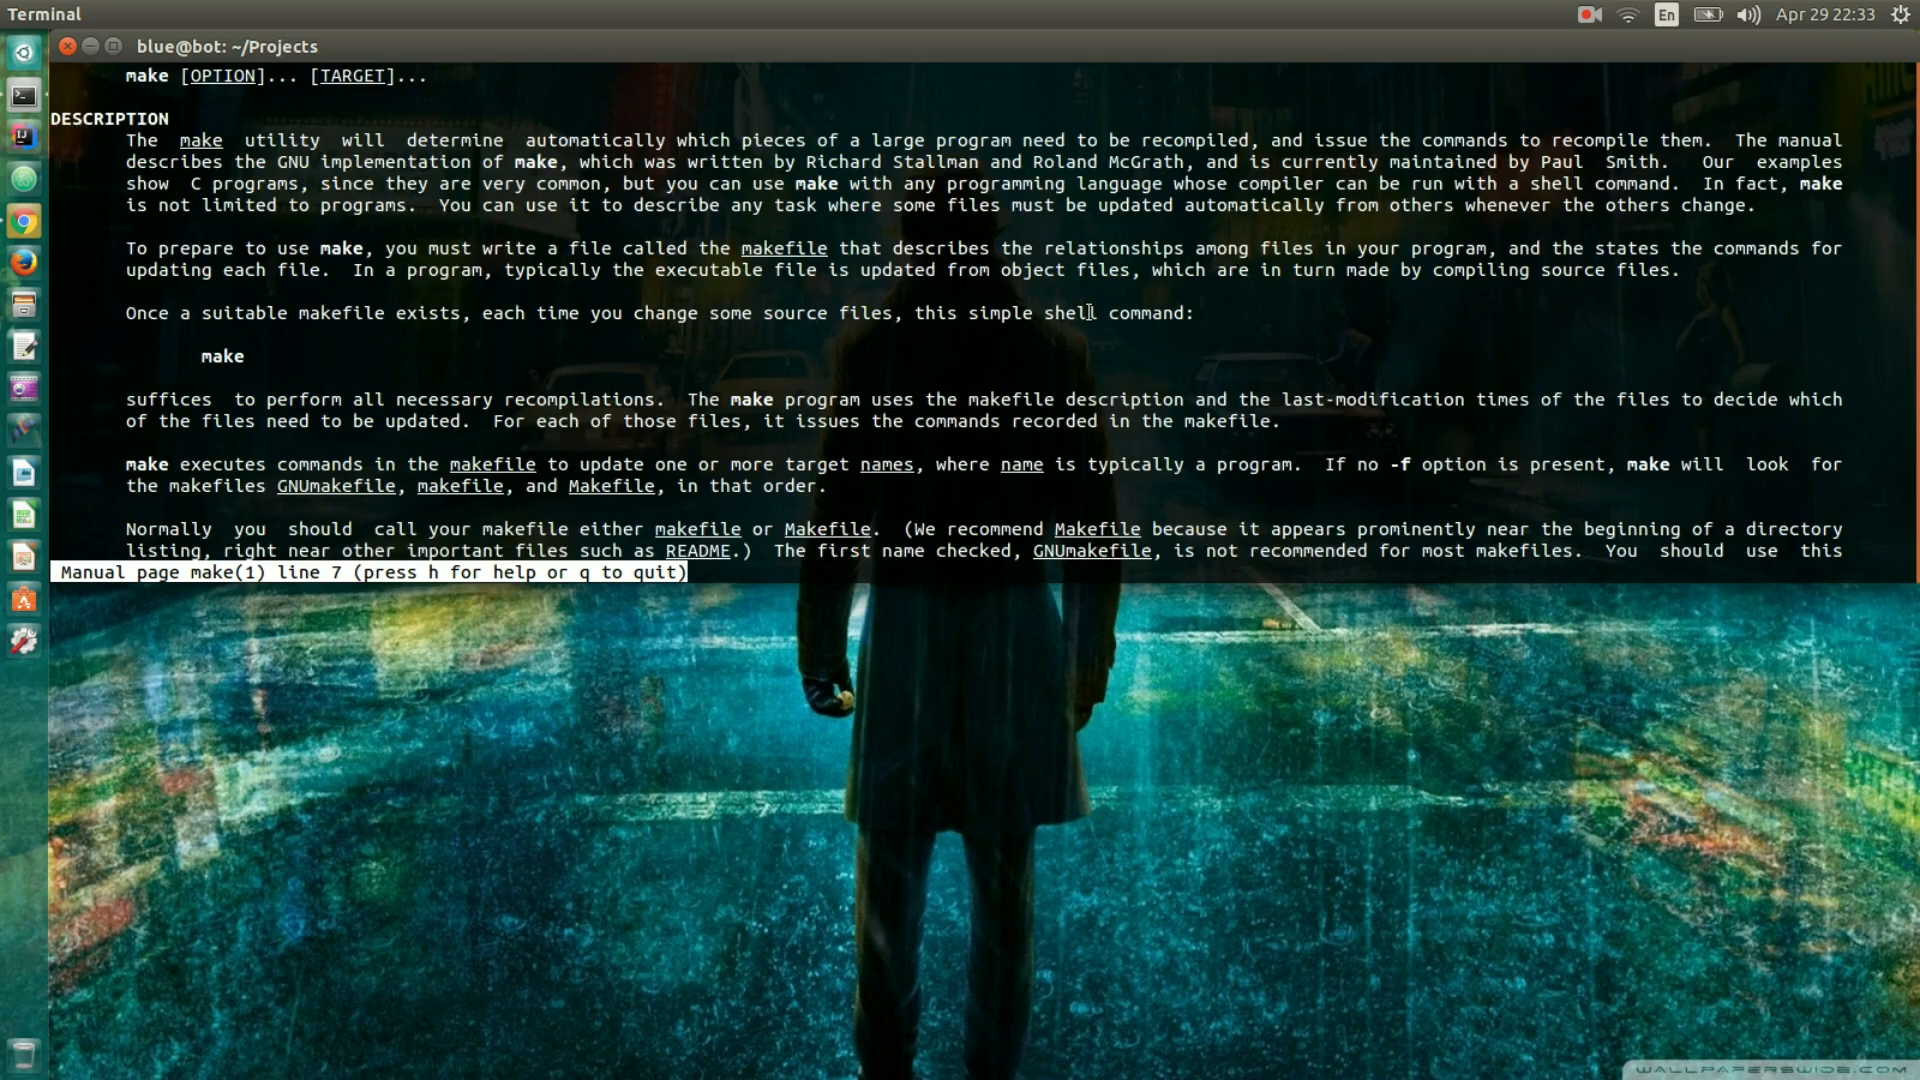 Terminal
En
Apr 29 22:33
blue@bot: ~/Projects
make [OPTION]... [TARGET]...
DESCRIPTION
The make utility will determine automatically which pieces of a large program need to be recompiled, and issue the commands to recompile them. The manual
describes the GNU implementation of make, which was written by Richard Stallman and Roland McGrath, and is currently maintained by Paul Smith. Our examples
show C programs, since they are very common, but you can use make with any programming language whose compiler can be run with a shell command. In fact, make
is not limited to programs. You can use it to describe any task where some files must be updated automatically from others whenever the others change.
To prepare to use make, you must write a file called the makefile that describes the relationships among files in your program, and the states the commands for
updating each file. In a program, typically the executable file is updated from object files, which are in turn made by compiling source files.
Once a suitable makefile exists, each time you change some source files, this simple shell command:
make
suffices to perform all necessary recompilations. The make program uses the makefile description and the last-modification times of the files to decide which
of the files need to be updated. For each of those files, it issues the commands recorded in the makefile.
make executes commands in the makefile to update one or more target names, where name is typically a program. If no -f option is present, make will look for
the makefiles GNUmakefile, makefile, and Makefile, in that order.
Normally you should call your makefile either makefile or Makefile. (We recommend Makefile because it appears prominently near the beginning of a directory
listing, right near other important files such as README.) The first name checked, GNUmakefile, is not recommended for most makefiles. You should use this
Manual page make(1) line 7 (press h for help or q to quit)
WALLPAPERSWIDE.COM